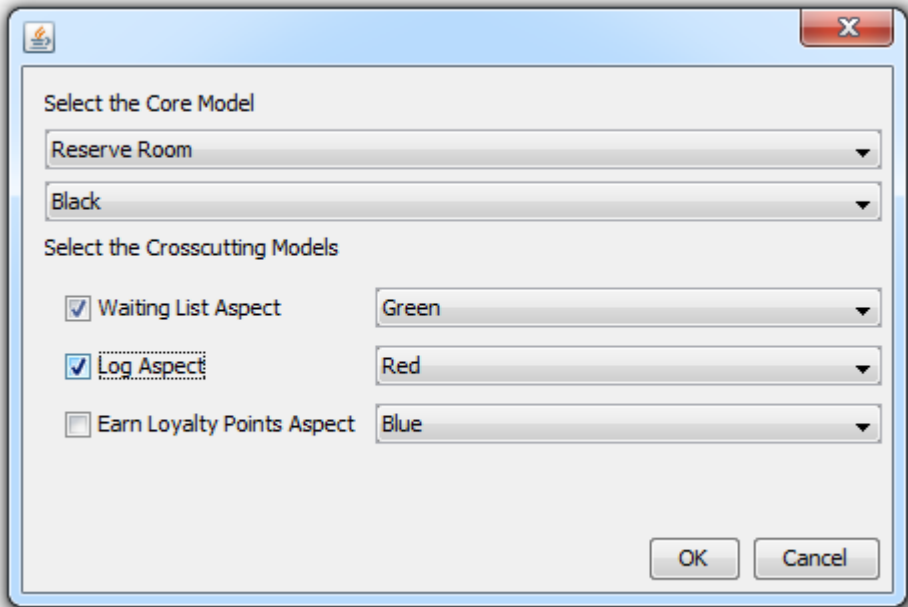 Select the Core Model
Reserve Room
Black
Select the Crosscutting Models
Waiting List Aspect Green
Log Aspect Red
Earn Loyalty Points Aspect Blue
OK Cancel